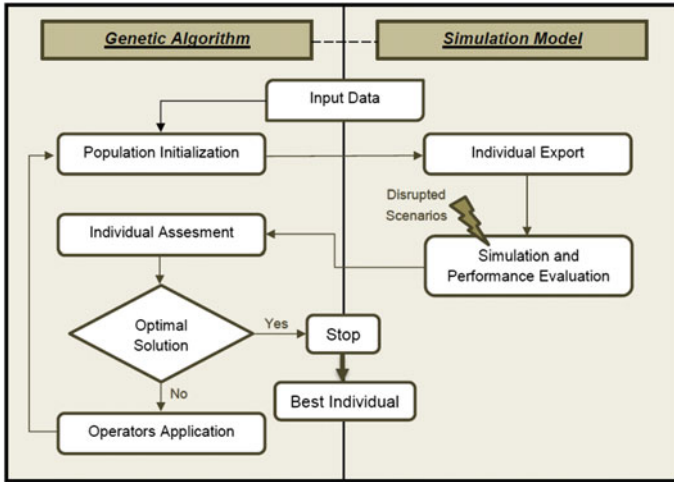 Genetic Algorithm
Simulation Model
Input Data
Population Initialization
Individual Export
Disrupted
Scenarios
Individual Assesment
Simulation and
Performance Evaluation
Optimal
Solution
Yes
Stop
No
Best Individual
Operators Application